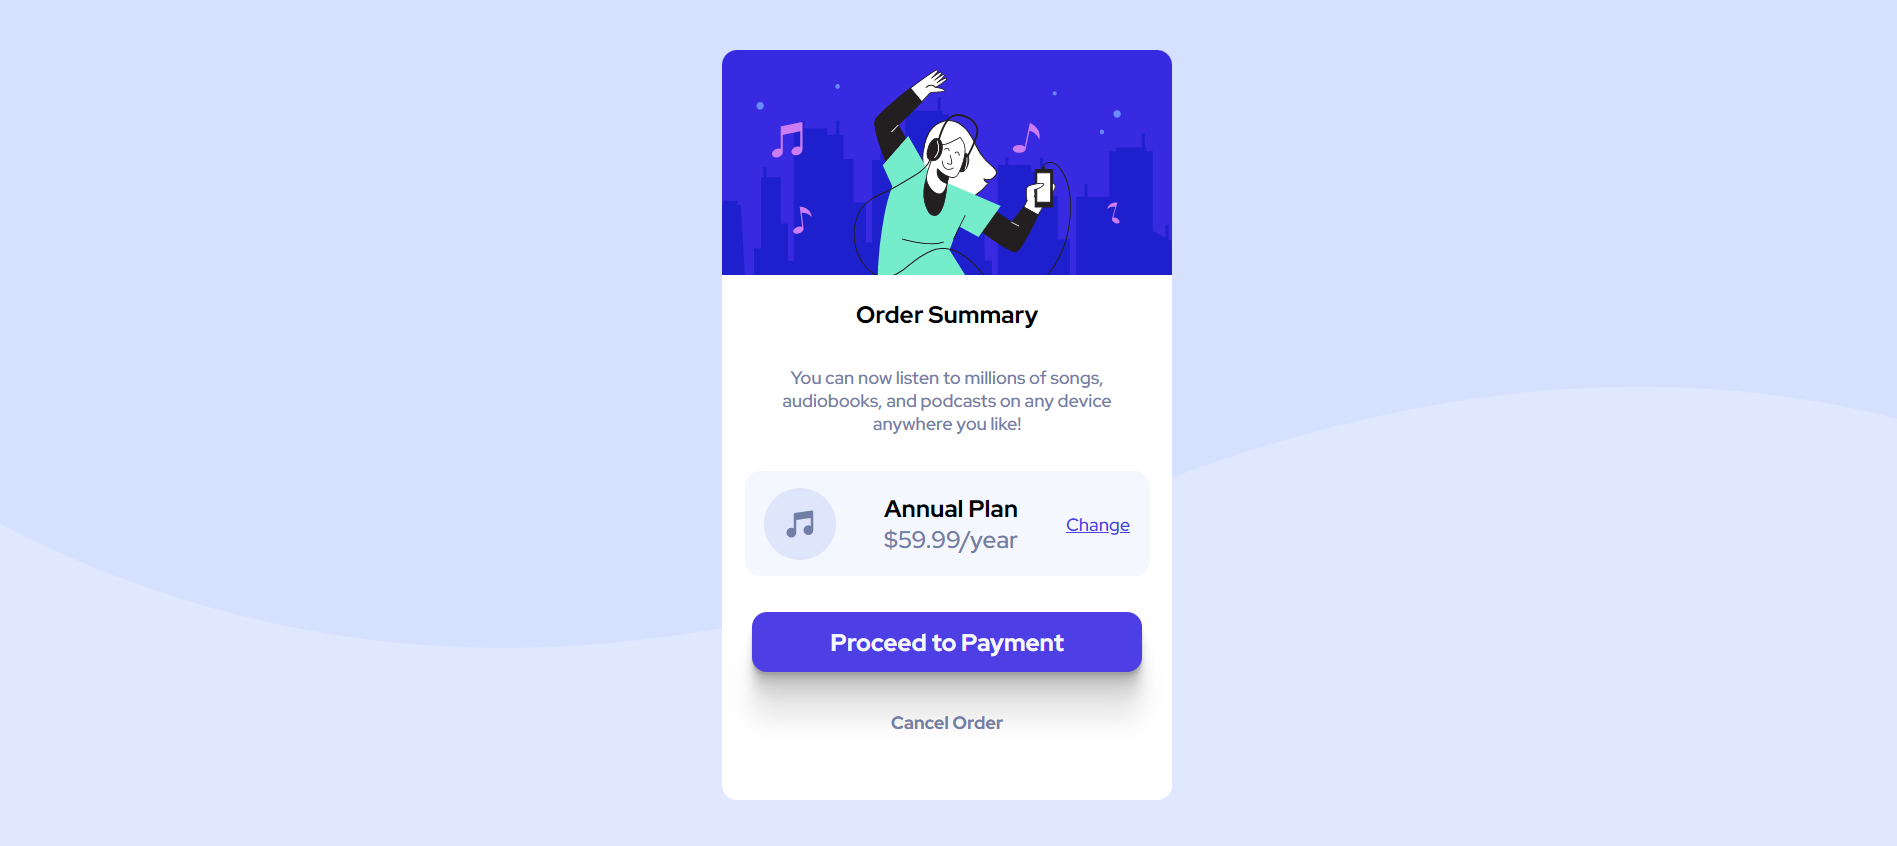 Order Summary
You can now listen to millions of songs,
audiobooks, and podcasts on any device
anywhere you like!
Annual Plan
$59.99/year
Change
Proceed to Payment
Cancel Order